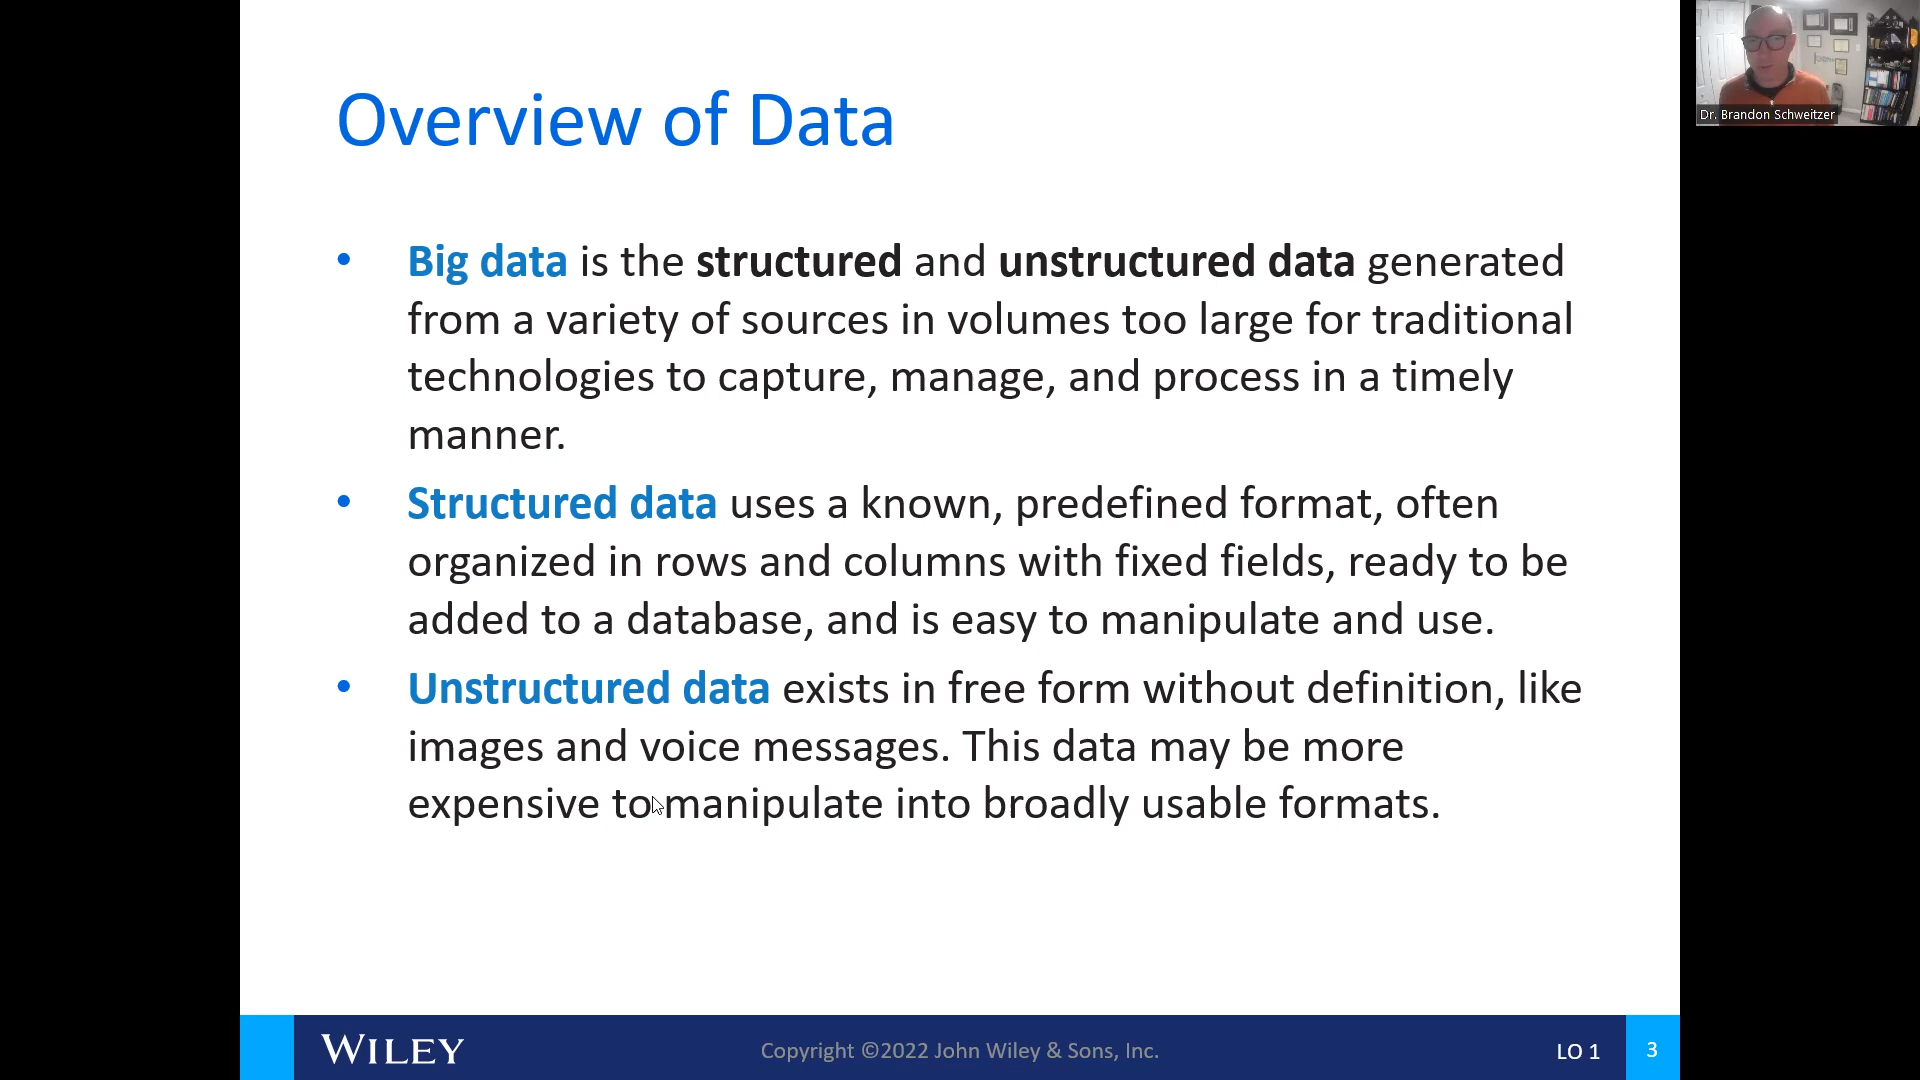 Overview of Data
Dr. Brandon Schweitzer
• Big data is the structured and unstructured data generated
from a variety of sources in volumes too large for traditional
technologies to capture, manage, and process in a timely
manner.
• Structured data uses a known, predefined format, often
organized in rows and columns with fixed fields, ready to be
added to a database, and is easy to manipulate and use.
• Unstructured data exists in free form without definition, like
images and voice messages. This data may be more
expensive to manipulate into broadly usable formats.
WILEY
Copyright ©2022 John Wiley & Sons, Inc.
LO 1
3